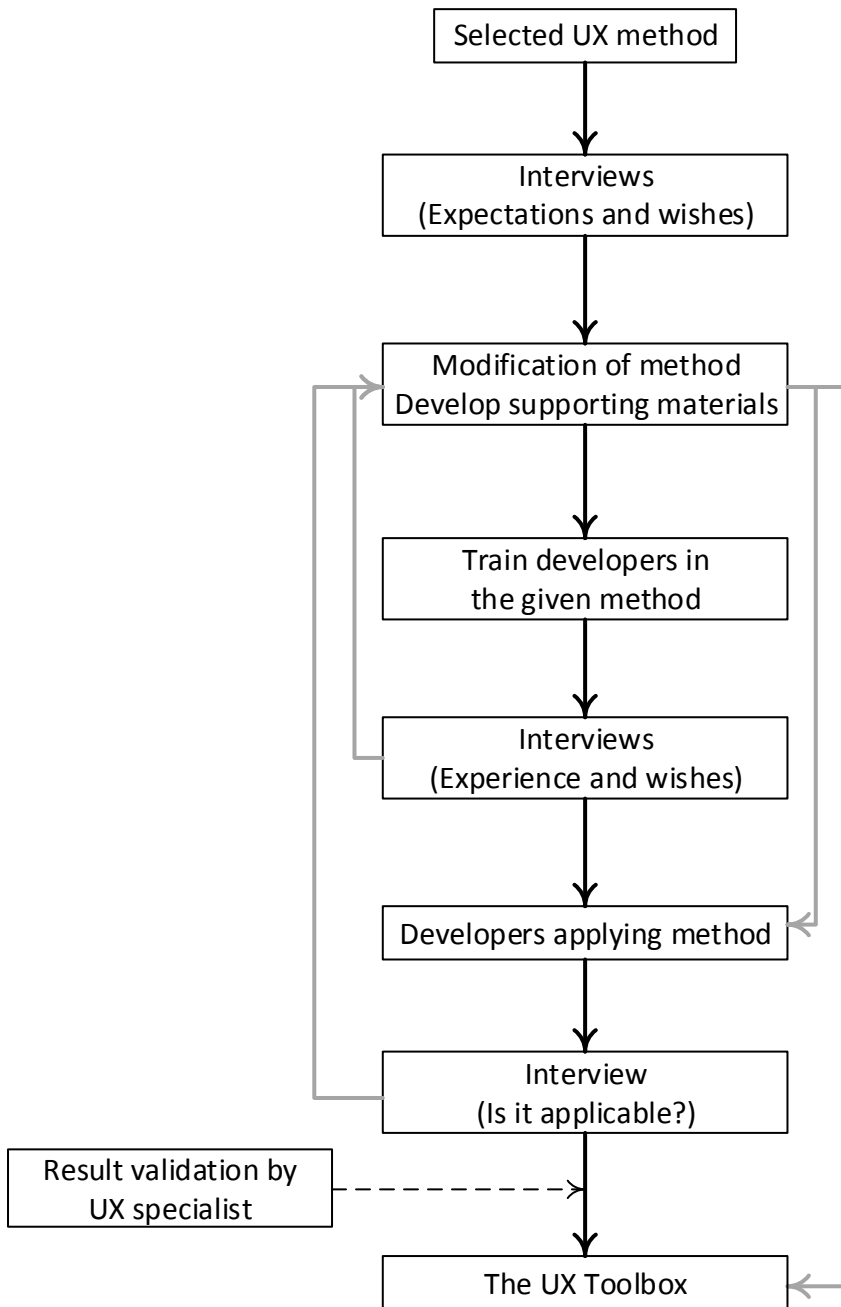 Selected UX method
Interviews
(Expectations and wishes)
Modification of method
Develop supporting materials
Train developers in
the given method
Interviews
(Experience and wishes)
Developers applying method
Interview
(Is it applicable?)
Result validation by
UX specialist
The UX Toolbox